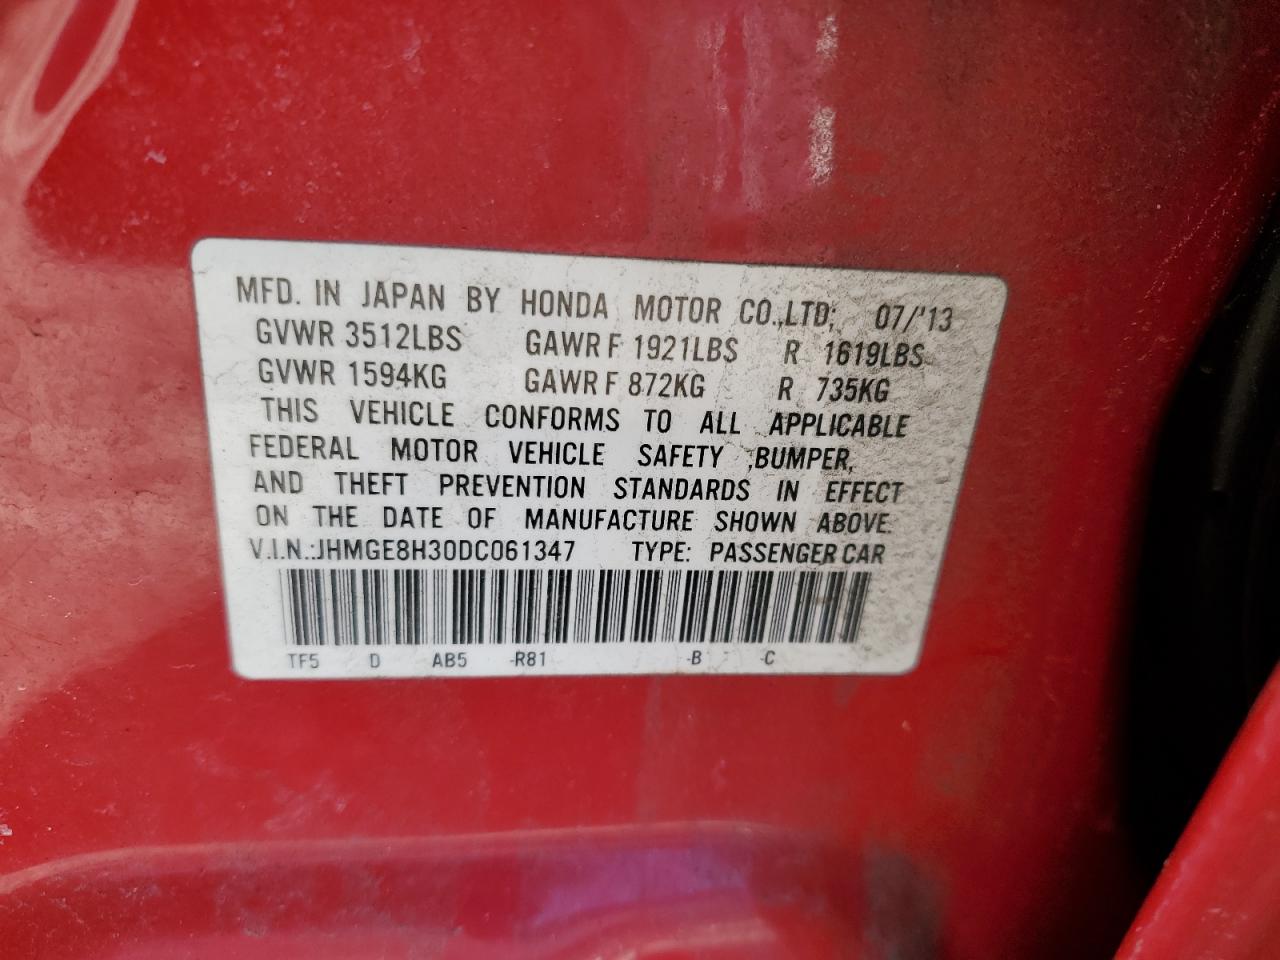 MFD. IN JAPAN BY HONDA MOTOR CO.,LTD; 07/'13
GVWR 3512LBS GAWR F 1921LBS R 1619LBS
GVWR 1594KG GAWR F 872KG R 735KG
THIS VEHICLE CONFORMS TO ALL APPLICABLE
FEDERAL MOTOR VEHICLE SAFETY ,BUMPER,
AND THEFT PREVENTION STANDARDS IN EFFECT
ON THE DATE OF MANUFACTURE SHOWN ABOVE.
V.I.N.:JHMGE8H30DC061347 TYPE: PASSENGER CAR
TF5 D AB5 -R81 -B -C